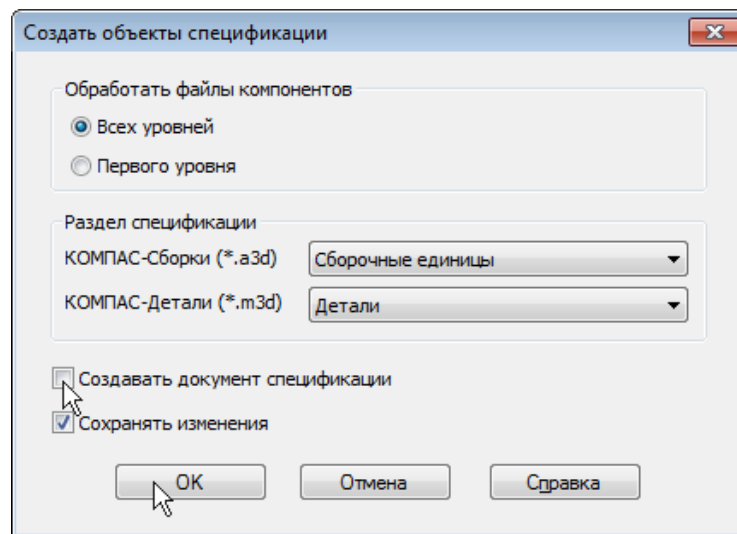 Создать объекты спецификации
Обработать файлы компонентов
Всех уровней
Первого уровня
Раздел спецификации
КОМПАС-Сборки (*.a3d) Сборочные единицы
КОМПАС-Детали (*.m3d) Детали
Создавать документ спецификации
Сохранять изменения
OK Отмена Справка